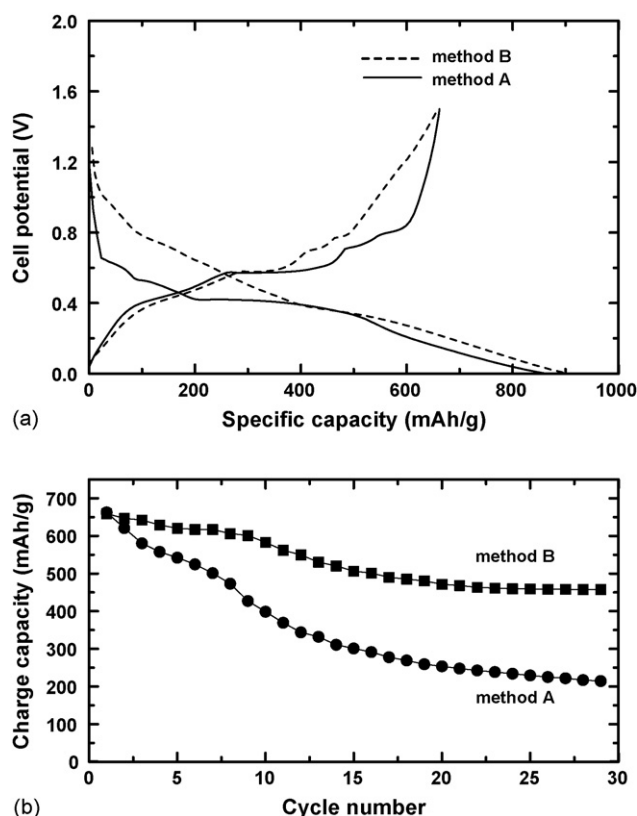 2.0
method B
method A
1.6
1.2
0.8
0.4
0.0
Cell potential (V)
0 200 400 600 800 1000
(a) Specific capacity (mAh/g)
700
600
500
400
300
200
100
0
Charge capacity (mAh/g)
method B
method A
0 5 10 15 20 25 30
(b) Cycle number